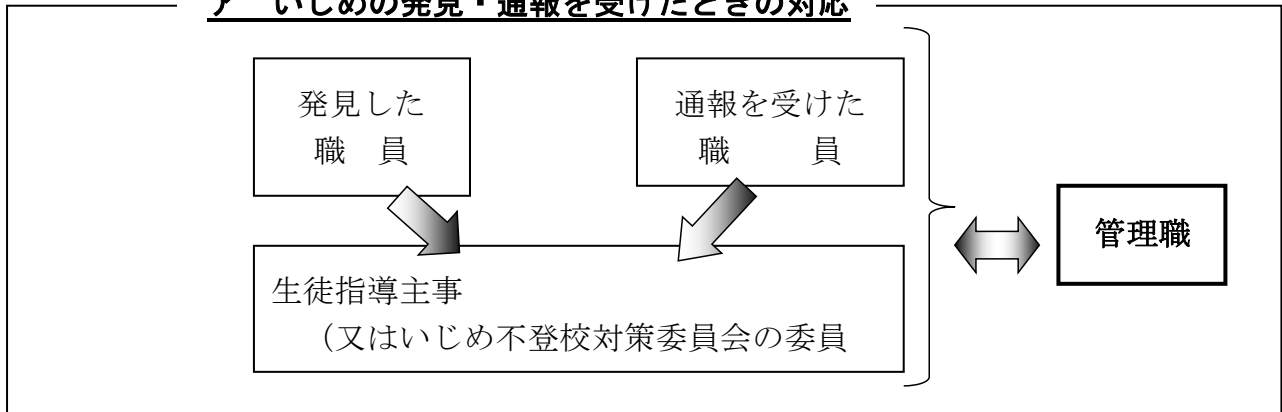 ア いじめの発見・通報を受けたときの対応
発見した
職 員
通報を受けた
職 員
管理職
生徒指導主事
（又はいじめ不登校対策委員会の委員